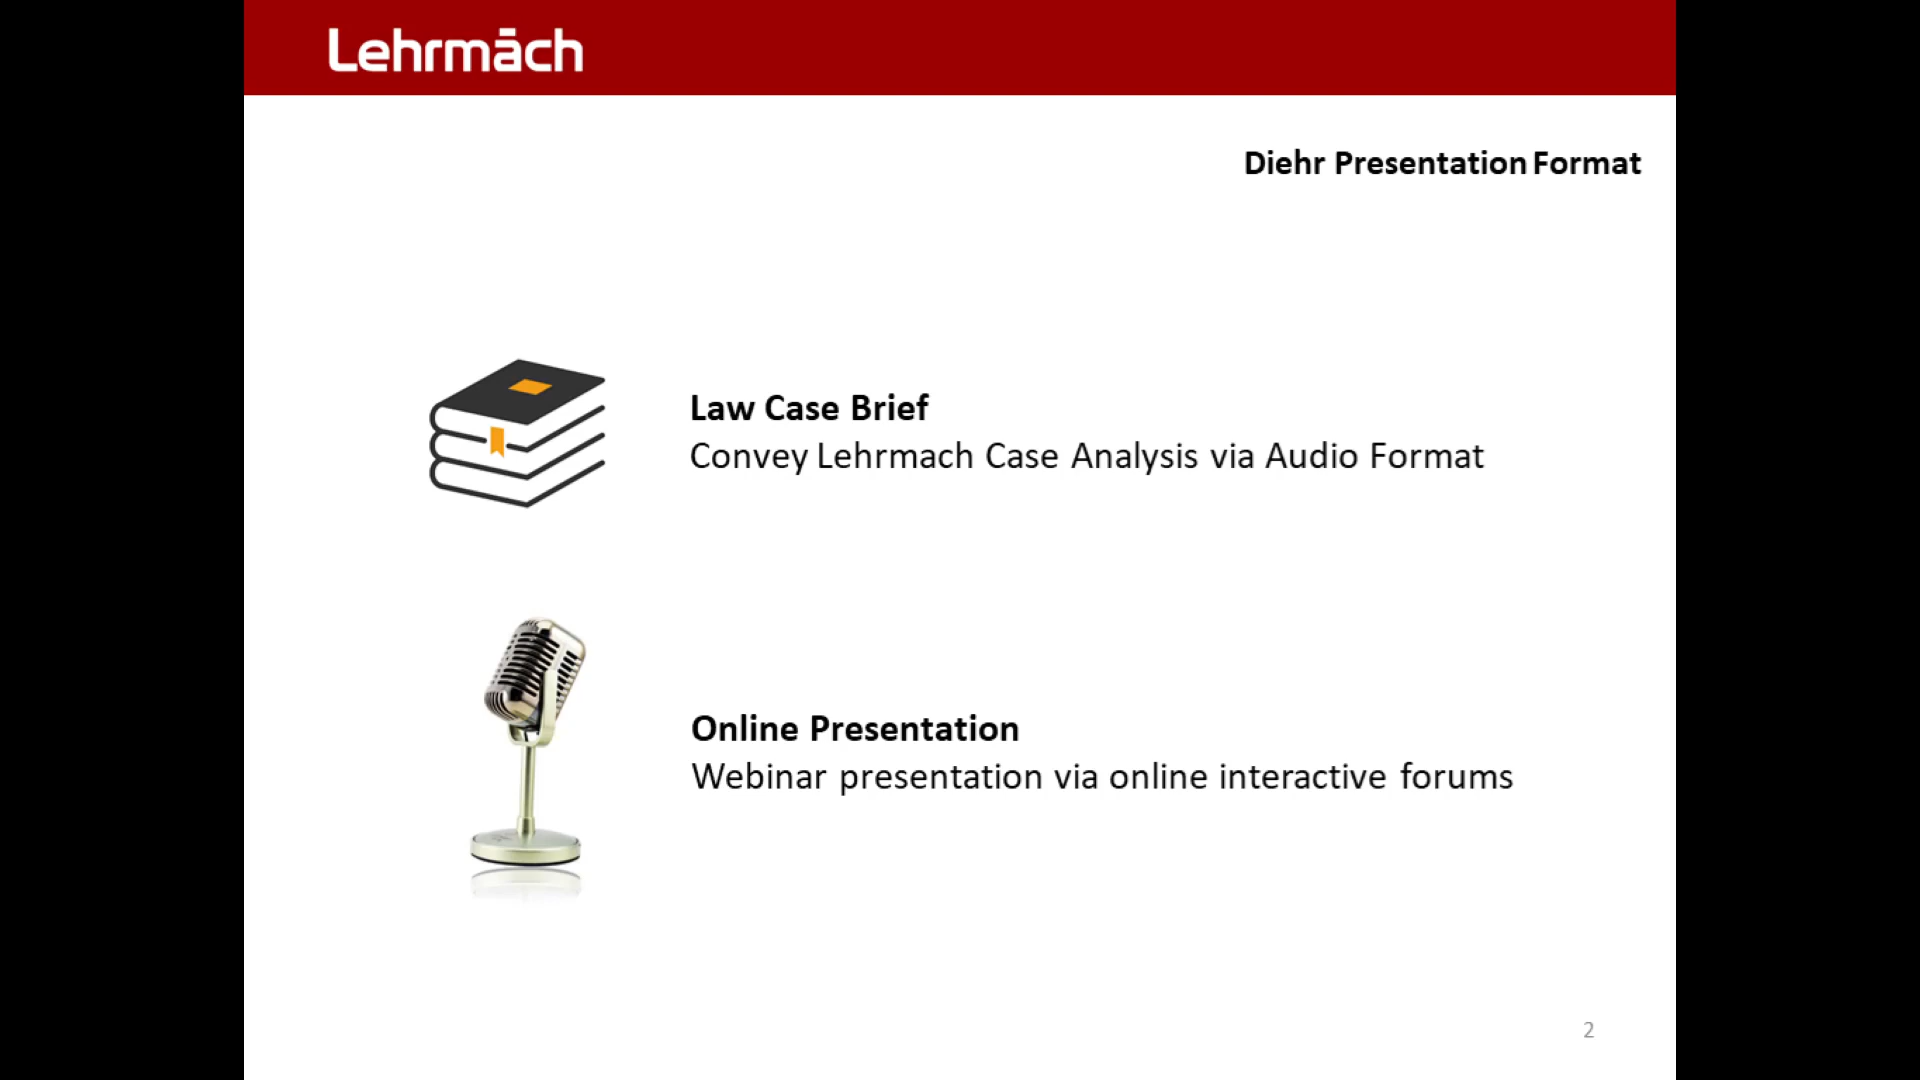 Lehrmāch
Diehr Presentation Format
Law Case Brief
Convey Lehrmach Case Analysis via Audio Format
Online Presentation
Webinar presentation via online interactive forums
2